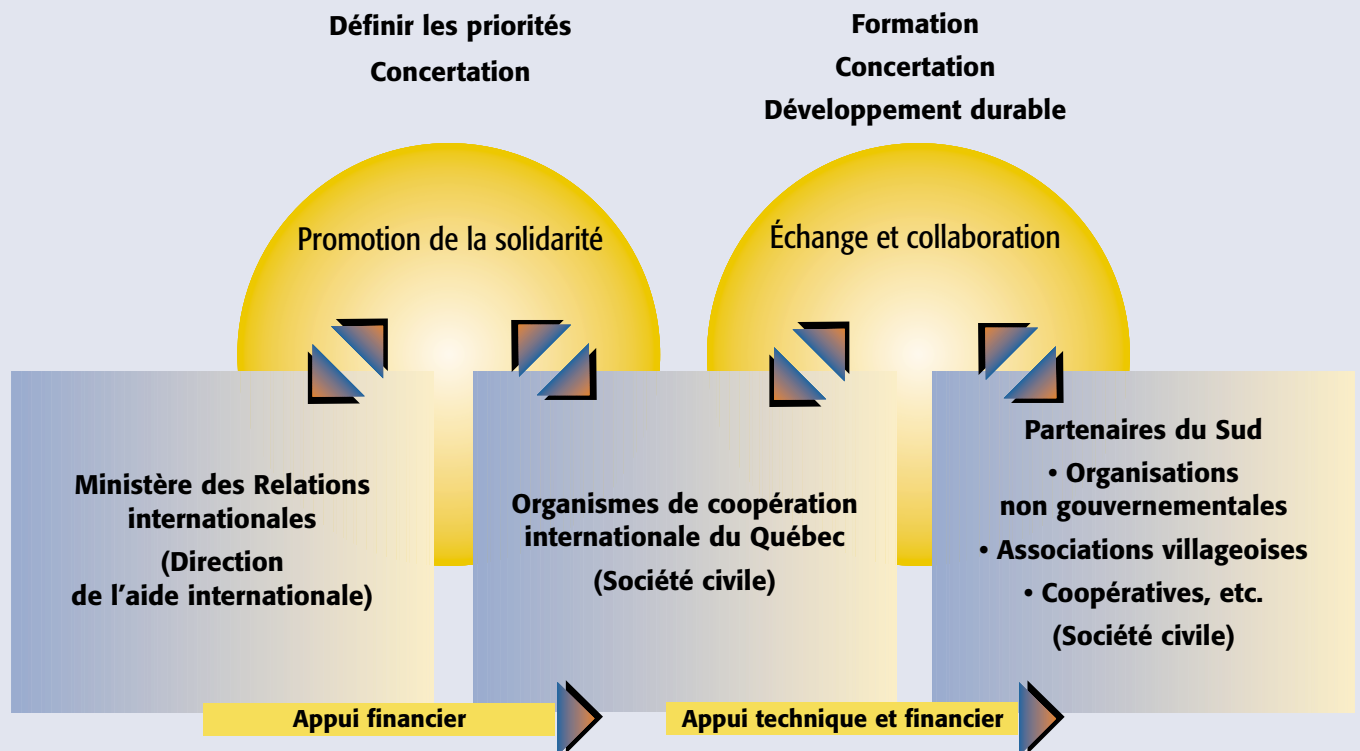 Définir les priorités
Concertation
Formation
Concertation
Développement durable
Promotion de la solidarité
Échange et collaboration
Ministère des Relations
internationales
(Direction
de l'aide internationale)
Organismes de coopération
internationale du Québec
(Société civile)
Partenaires du Sud
• Organisations
non gouvernementales
• Associations villageoises
• Coopératives, etc.
(Société civile)
Appui financier
Appui technique et financier